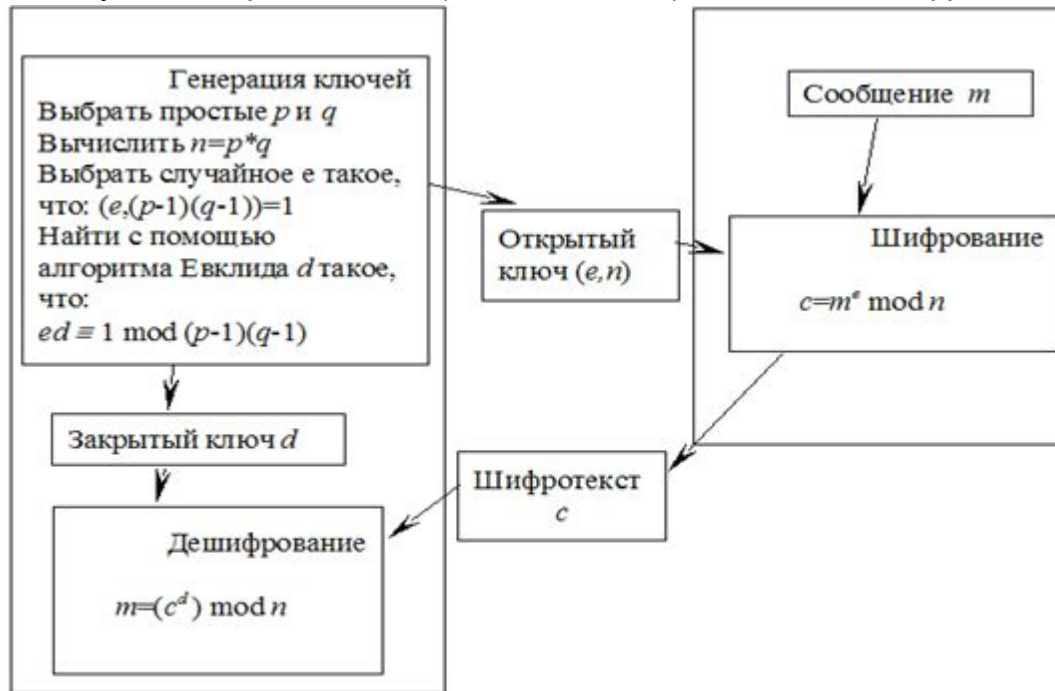 Генерация ключей
Выбрать простые p и q
Вычислить n=p*q
Выбрать случайное e такое,
что: (e,(p-1)(q-1))=1
Найти с помощью
алгоритма Евклида d такое,
что:
ed ≡ 1 mod (p-1)(q-1)
Закрытый ключ d
Дешифрование
m=(c^d) mod n
Открытый
ключ (e,n)
Шифротекст
c
Сообщение m
Шифрование
c=m^e mod n